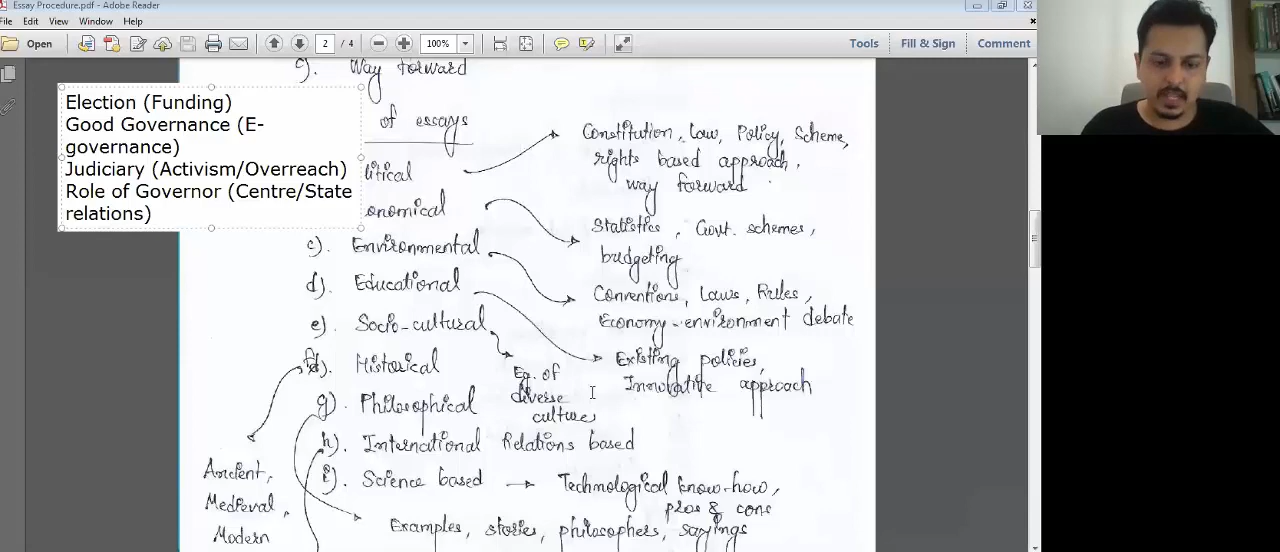 Essay Procedure.pdf - Adobe Reader
File Edit View Window Help
Open 2 / 4 100% Tools Fill & Sign Comment
c). Way forward
Election (Funding)
Good Governance (E-
governance)
Judiciary (Activism/Overreach)
Role of Governor (Centre/State
relations)
of essays
litical
Constitution, Law, Policy, Scheme,
rights based approach,
way forward
onomical
Statistics, Govt. schemes,
budgeting
c). Environmental
Conventions, Laws, Rules,
Economy-environment debate
d). Educational
Existing policies,
Innovative approach
e). Socio-cultural
Eg. of
diverse
cultures
f). Historical
Ancient,
Medieval,
Modern
g). Philosophical
Examples, stories, philosophers, sayings
h). International Relations based
i). Science based → Technological know-how,
pros & cons